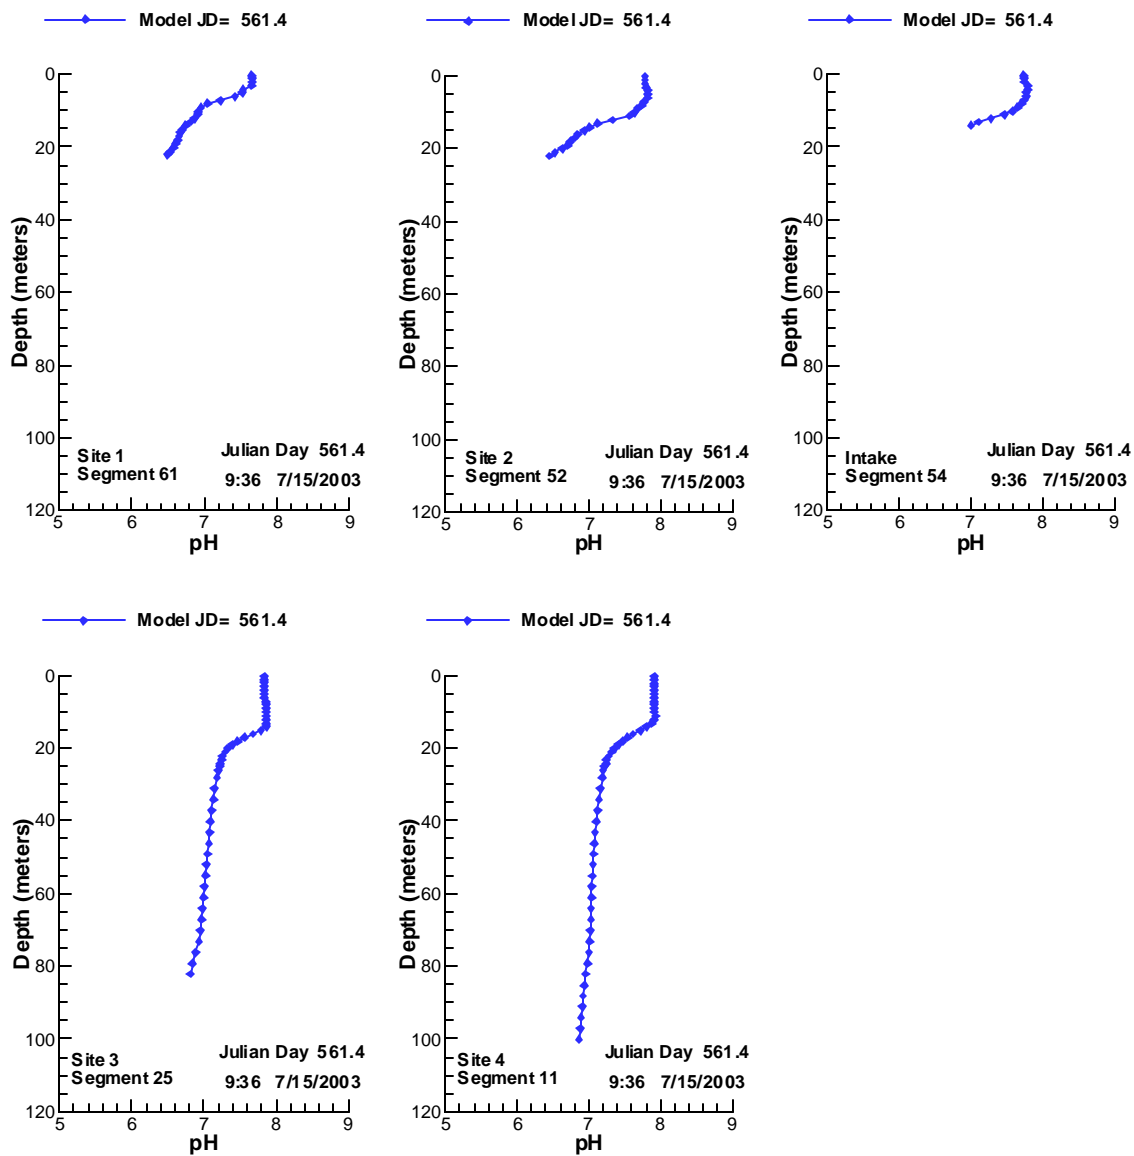 Model JD= 561.4
0
20
40
60
80
100
120
Depth (meters)
Site 1
Segment 61
Julian Day 561.4
9:36 7/15/2003
5 6 7 8 9
pH
Model JD= 561.4
0
20
40
60
80
100
120
Depth (meters)
Site 2
Segment 52
Julian Day 561.4
9:36 7/15/2003
5 6 7 8 9
pH
Model JD= 561.4
0
20
40
60
80
100
120
Depth (meters)
Intake
Segment 54
Julian Day 561.4
9:36 7/15/2003
5 6 7 8 9
pH
Model JD= 561.4
0
20
40
60
80
100
120
Depth (meters)
Site 3
Segment 25
Julian Day 561.4
9:36 7/15/2003
5 6 7 8 9
pH
Model JD= 561.4
0
20
40
60
80
100
120
Depth (meters)
Site 4
Segment 11
Julian Day 561.4
9:36 7/15/2003
5 6 7 8 9
pH